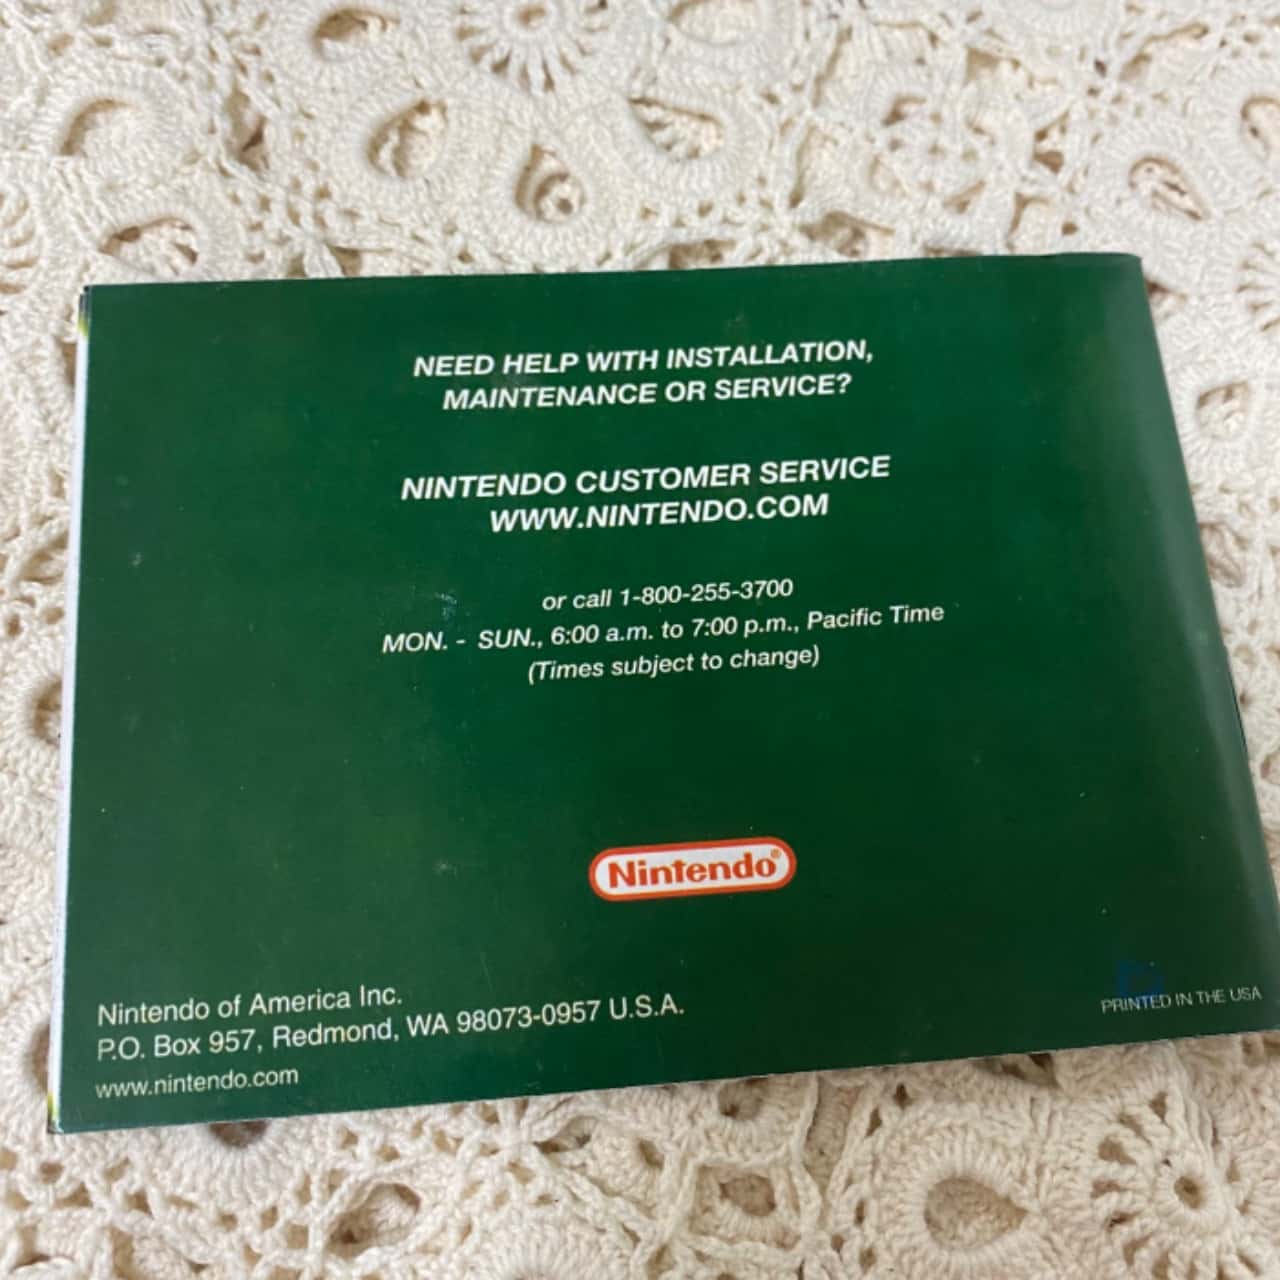 NEED HELP WITH INSTALLATION,
MAINTENANCE OR SERVICE?
NINTENDO CUSTOMER SERVICE
WWW.NINTENDO.COM
or call 1-800-255-3700
MON. - SUN., 6:00 a.m. to 7:00 p.m., Pacific Time
(Times subject to change)
Nintendo®
Nintendo of America Inc.
P.O. Box 957, Redmond, WA 98073-0957 U.S.A.
www.nintendo.com
PRINTED IN THE USA